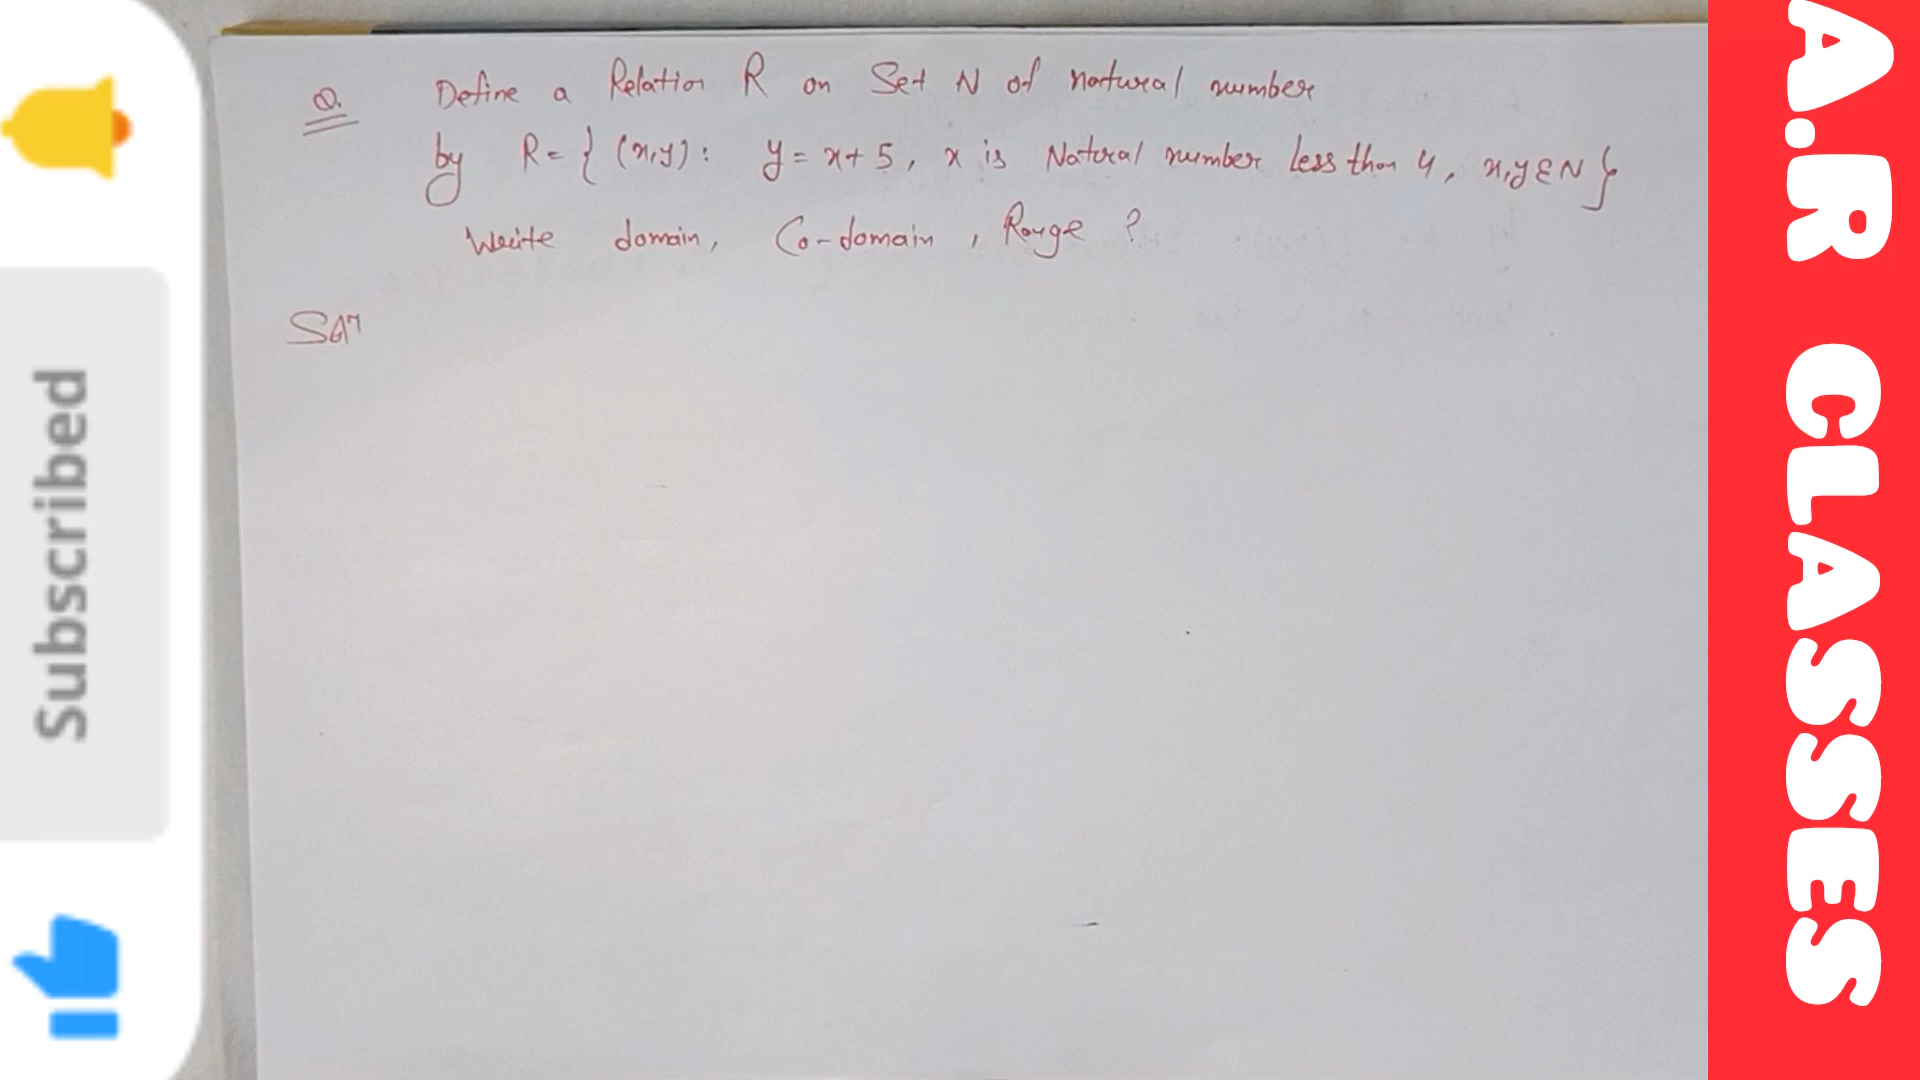 Q. Define a Relation R on Set N of natural number
by R = { (x,y) : y = x + 5, x is Natural number less than 4, x,y ∈ N }
Write domain, Co-domain, Range ?
Solⁿ
Subscribed
A.R CLASSES